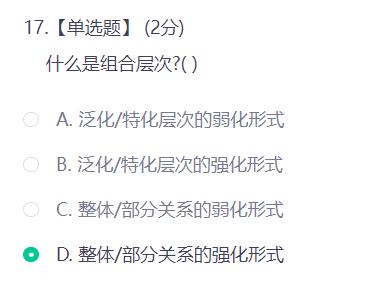 17.【单选题】 (2分)
什么是组合层次?( )
A. 泛化/特化层次的弱化形式
B. 泛化/特化层次的强化形式
C. 整体/部分关系的弱化形式
D. 整体/部分关系的强化形式